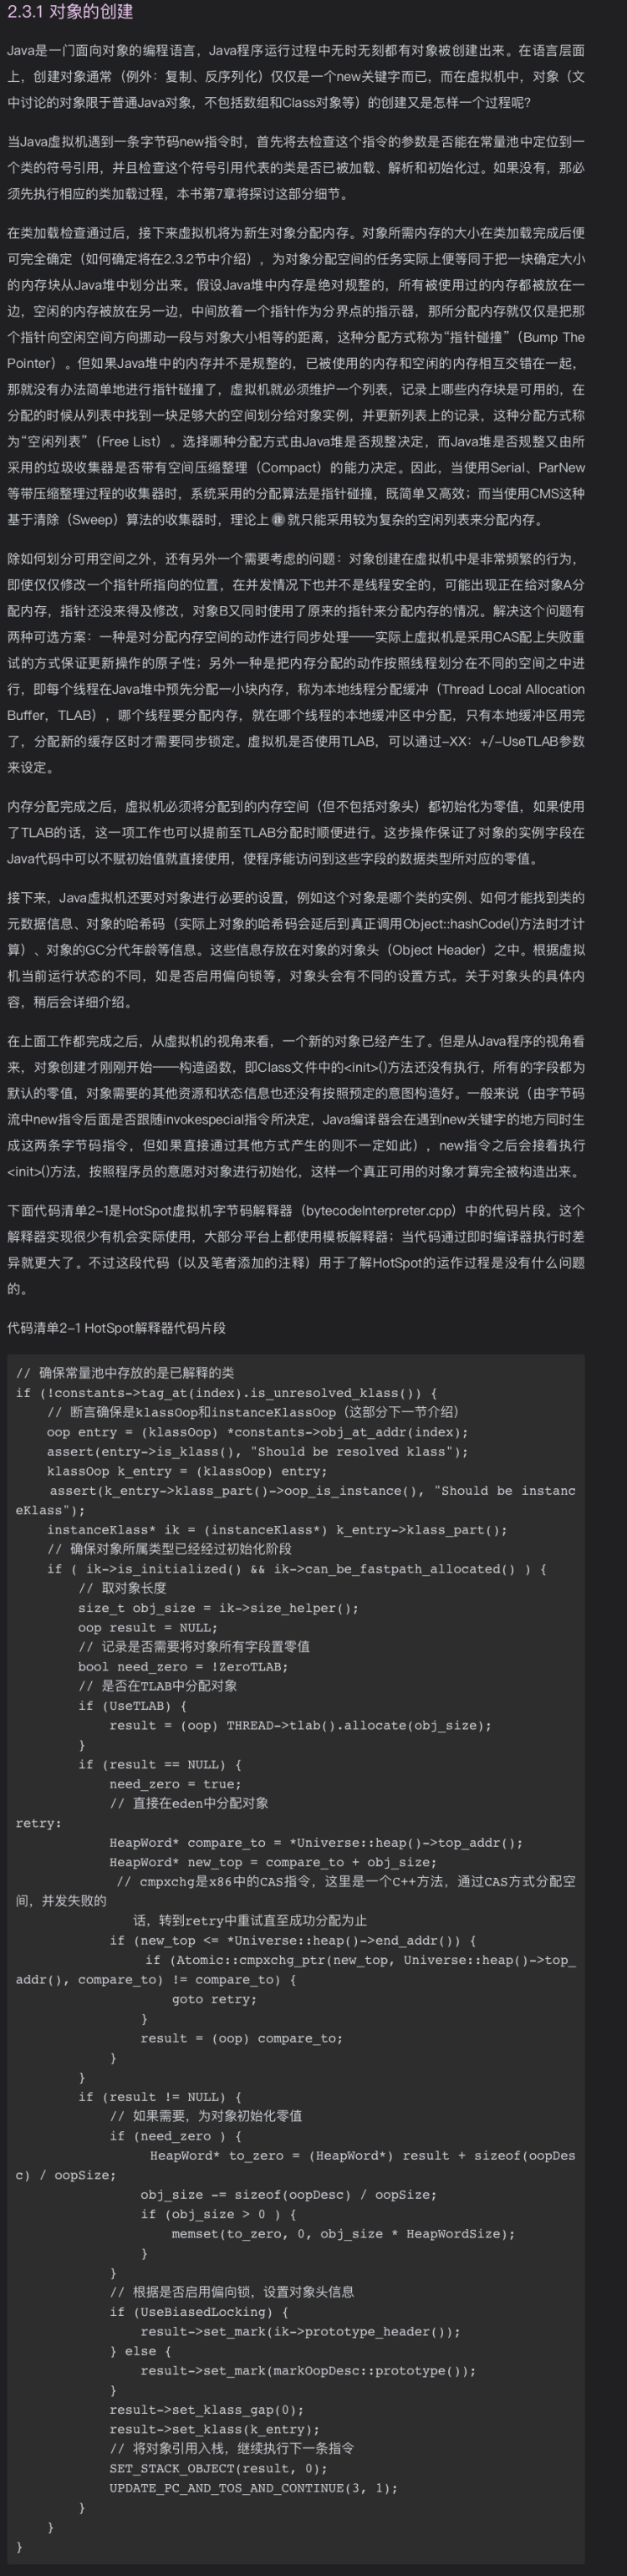 2.3.1 对象的创建
Java是一门面向对象的编程语言，Java程序运行过程中无时无刻都有对象被创建出来。在语言层面
上，创建对象通常（例外：复制、反序列化）仅仅是一个new关键字而已，而在虚拟机中，对象（文
中讨论的对象限于普通Java对象，不包括数组和Class对象等）的创建又是怎样一个过程呢?
当Java虚拟机遇到一条字节码new指令时，首先将去检查这个指令的参数是否能在常量池中定位到一
个类的符号引用，并且检查这个符号引用代表的类是否已被加载、解析和初始化过。如果没有，那必
须先执行相应的类加载过程，本书第7章将探讨这部分细节。
在类加载检查通过后，接下来虚拟机将为新生对象分配内存。对象所需内存的大小在类加载完成后便
可完全确定（如何确定将在2.3.2节中介绍），为对象分配空间的任务实际上便等同于把一块确定大小
的内存块从Java堆中划分出来。假设Java堆中内存是绝对规整的，所有被使用过的内存都被放在一
边，空闲的内存被放在另一边，中间放着一个指针作为分界点的指示器，那所分配内存就仅仅是把那
个指针向空闲空间方向挪动一段与对象大小相等的距离，这种分配方式称为“指针碰撞”（Bump The
Pointer）。但如果Java堆中的内存并不是规整的，已被使用的内存和空闲的内存相互交错在一起，
那就没有办法简单地进行指针碰撞了，虚拟机就必须维护一个列表，记录上哪些内存块是可用的，在
分配的时候从列表中找到一块足够大的空间划分给对象实例，并更新列表上的记录，这种分配方式称
为“空闲列表”（Free List）。选择哪种分配方式由Java堆是否规整决定，而Java堆是否规整又由所
采用的垃圾收集器是否带有空间压缩整理（Compact）的能力决定。因此，当使用Serial、ParNew
等带压缩整理过程的收集器时，系统采用的分配算法是指针碰撞，既简单又高效；而当使用CMS这种
基于清除（Sweep）算法的收集器时，理论上注就只能采用较为复杂的空闲列表来分配内存。
除如何划分可用空间之外，还有另外一个需要考虑的问题：对象创建在虚拟机中是非常频繁的行为，
即使仅仅修改一个指针所指向的位置，在并发情况下也并不是线程安全的，可能出现正在给对象A分
配内存，指针还没来得及修改，对象B又同时使用了原来的指针来分配内存的情况。解决这个问题有
两种可选方案：一种是对分配内存空间的动作进行同步处理——实际上虚拟机是采用CAS配上失败重
试的方式保证更新操作的原子性；另外一种是把内存分配的动作按照线程划分在不同的空间之中进
行，即每个线程在Java堆中预先分配一小块内存，称为本地线程分配缓冲（Thread Local Allocation
Buffer，TLAB），哪个线程要分配内存，就在哪个线程的本地缓冲区中分配，只有本地缓冲区用完
了，分配新的缓存区时才需要同步锁定。虚拟机是否使用TLAB，可以通过-XX：+/-UseTLAB参数
来设定。
内存分配完成之后，虚拟机必须将分配到的内存空间（但不包括对象头）都初始化为零值，如果使用
了TLAB的话，这一项工作也可以提前至TLAB分配时顺便进行。这步操作保证了对象的实例字段在
Java代码中可以不赋初始值就直接使用，使程序能访问到这些字段的数据类型所对应的零值。
接下来，Java虚拟机还要对对象进行必要的设置，例如这个对象是哪个类的实例、如何才能找到类的
元数据信息、对象的哈希码（实际上对象的哈希码会延后到真正调用Object::hashCode()方法时才计
算）、对象的GC分代年龄等信息。这些信息存放在对象的对象头（Object Header）之中。根据虚拟
机当前运行状态的不同，如是否启用偏向锁等，对象头会有不同的设置方式。关于对象头的具体内
容，稍后会详细介绍。
在上面工作都完成之后，从虚拟机的视角来看，一个新的对象已经产生了。但是从Java程序的视角看
来，对象创建才刚刚开始——构造函数，即Class文件中的<init>()方法还没有执行，所有的字段都为
默认的零值，对象需要的其他资源和状态信息也还没有按照预定的意图构造好。一般来说（由字节码
流中new指令后面是否跟随invokespecial指令所决定，Java编译器会在遇到new关键字的地方同时生
成这两条字节码指令，但如果直接通过其他方式产生的则不一定如此），new指令之后会接着执行
<init>()方法，按照程序员的意愿对对象进行初始化，这样一个真正可用的对象才算完全被构造出来。
下面代码清单2-1是HotSpot虚拟机字节码解释器（bytecodeInterpreter.cpp）中的代码片段。这个
解释器实现很少有机会实际使用，大部分平台上都使用模板解释器；当代码通过即时编译器执行时差
异就更大了。不过这段代码（以及笔者添加的注释）用于了解HotSpot的运作过程是没有什么问题
的。
代码清单2-1 HotSpot解释器代码片段
// 确保常量池中存放的是已解释的类
if (!constants->tag_at(index).is_unresolved_klass()) {
// 断言确保是klassOop和instanceKlassOop（这部分下一节介绍）
oop entry = (klassOop) *constants->obj_at_addr(index);
assert(entry->is_klass(), "Should be resolved klass");
klassOop k_entry = (klassOop) entry;
assert(k_entry->klass_part()->oop_is_instance(), "Should be instanc
eKlass");
instanceKlass* ik = (instanceKlass*) k_entry->klass_part();
// 确保对象所属类型已经经过初始化阶段
if ( ik->is_initialized() && ik->can_be_fastpath_allocated() ) {
// 取对象长度
size_t obj_size = ik->size_helper();
oop result = NULL;
// 记录是否需要将对象所有字段置零值
bool need_zero = !ZeroTLAB;
// 是否在TLAB中分配对象
if (UseTLAB) {
result = (oop) THREAD->tlab().allocate(obj_size);
}
if (result == NULL) {
need_zero = true;
// 直接在eden中分配对象
retry:
HeapWord* compare_to = *Universe::heap()->top_addr();
HeapWord* new_top = compare_to + obj_size;
// cmpxchg是x86中的CAS指令，这里是一个C++方法，通过CAS方式分配空
间，并发失败的
话，转到retry中重试直至成功分配为止
if (new_top <= *Universe::heap()->end_addr()) {
if (Atomic::cmpxchg_ptr(new_top, Universe::heap()->top_
addr(), compare_to) != compare_to) {
goto retry;
}
result = (oop) compare_to;
}
}
if (result != NULL) {
// 如果需要，为对象初始化零值
if (need_zero ) {
HeapWord* to_zero = (HeapWord*) result + sizeof(oopDes
c) / oopSize;
obj_size -= sizeof(oopDesc) / oopSize;
if (obj_size > 0 ) {
memset(to_zero, 0, obj_size * HeapWordSize);
}
}
// 根据是否启用偏向锁，设置对象头信息
if (UseBiasedLocking) {
result->set_mark(ik->prototype_header());
} else {
result->set_mark(markOopDesc::prototype());
}
result->set_klass_gap(0);
result->set_klass(k_entry);
// 将对象引用入栈，继续执行下一条指令
SET_STACK_OBJECT(result, 0);
UPDATE_PC_AND_TOS_AND_CONTINUE(3, 1);
}
}
}